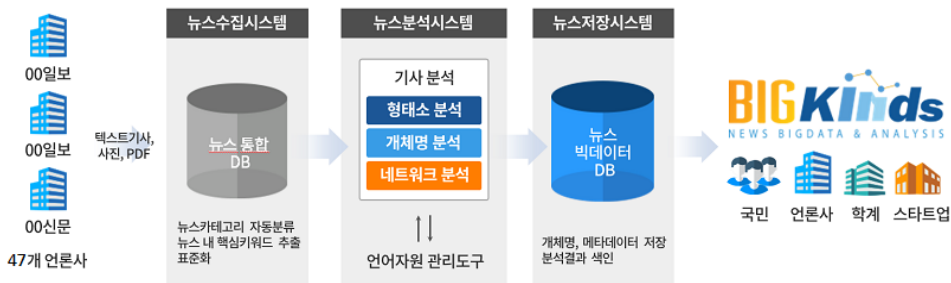 00일보
00일보
00신문
47개 언론사
텍스트기사,
사진, PDF
뉴스수집시스템
뉴스 통합
DB
뉴스카테고리 자동분류
뉴스 내 핵심키워드 추출
표준화
뉴스분석시스템
기사 분석
형태소 분석
개체명 분석
네트워크 분석
언어자원 관리도구
뉴스저장시스템
뉴스
빅데이터
DB
개체명, 메타데이터 저장
분석결과 색인
BIGKinds
NEWS BIGDATA & ANALYSIS
국민 언론사 학계 스타트업